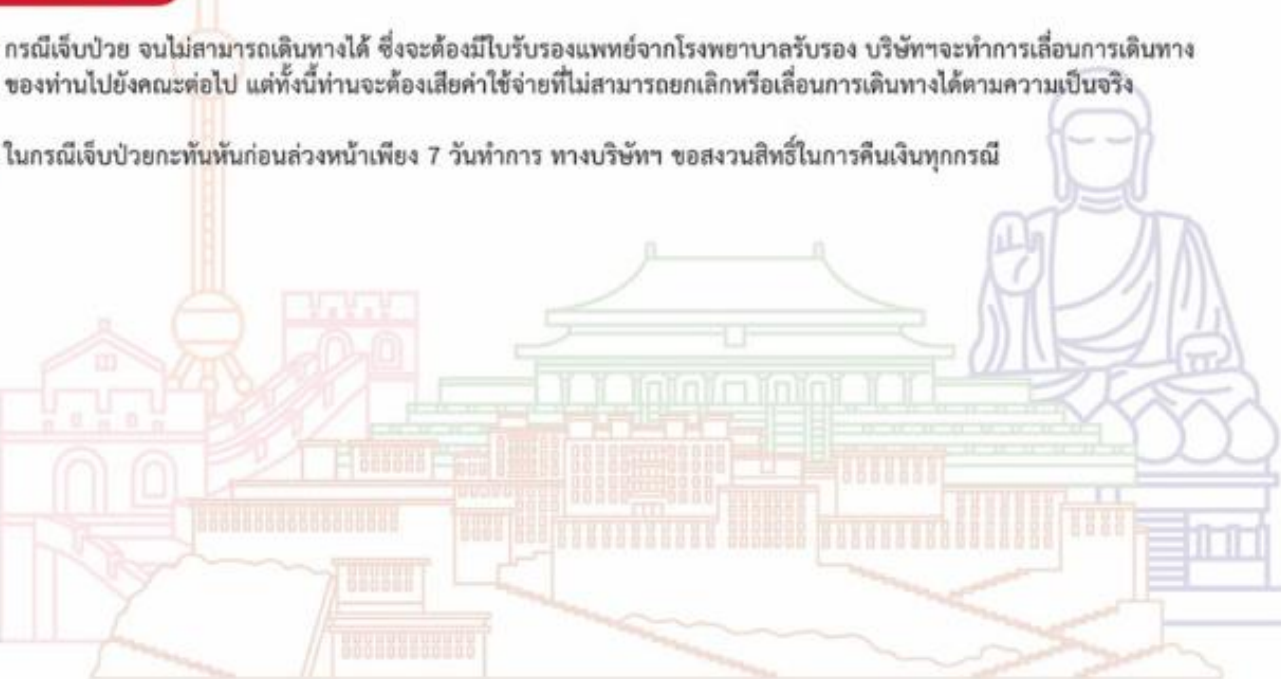 กรณีเจ็บป่วย จนไม่สามารถเดินทางได้ ซึ่งจะต้องมีใบรับรองแพทย์จากโรงพยาบาลรับรอง บริษัทฯจะทำการเลื่อนการเดินทาง
ของท่านไปยังคณะต่อไป แต่ทั้งนี้ท่านจะต้องเสียค่าใช้จ่ายที่ไม่สามารถยกเลิกหรือเลื่อนการเดินทางได้ตามความเป็นจริง
ในกรณีเจ็บป่วยกะทันหันก่อนล่วงหน้าเพียง 7 วันทำการ ทางบริษัทฯ ขอสงวนสิทธิ์ในการคืนเงินทุกกรณี